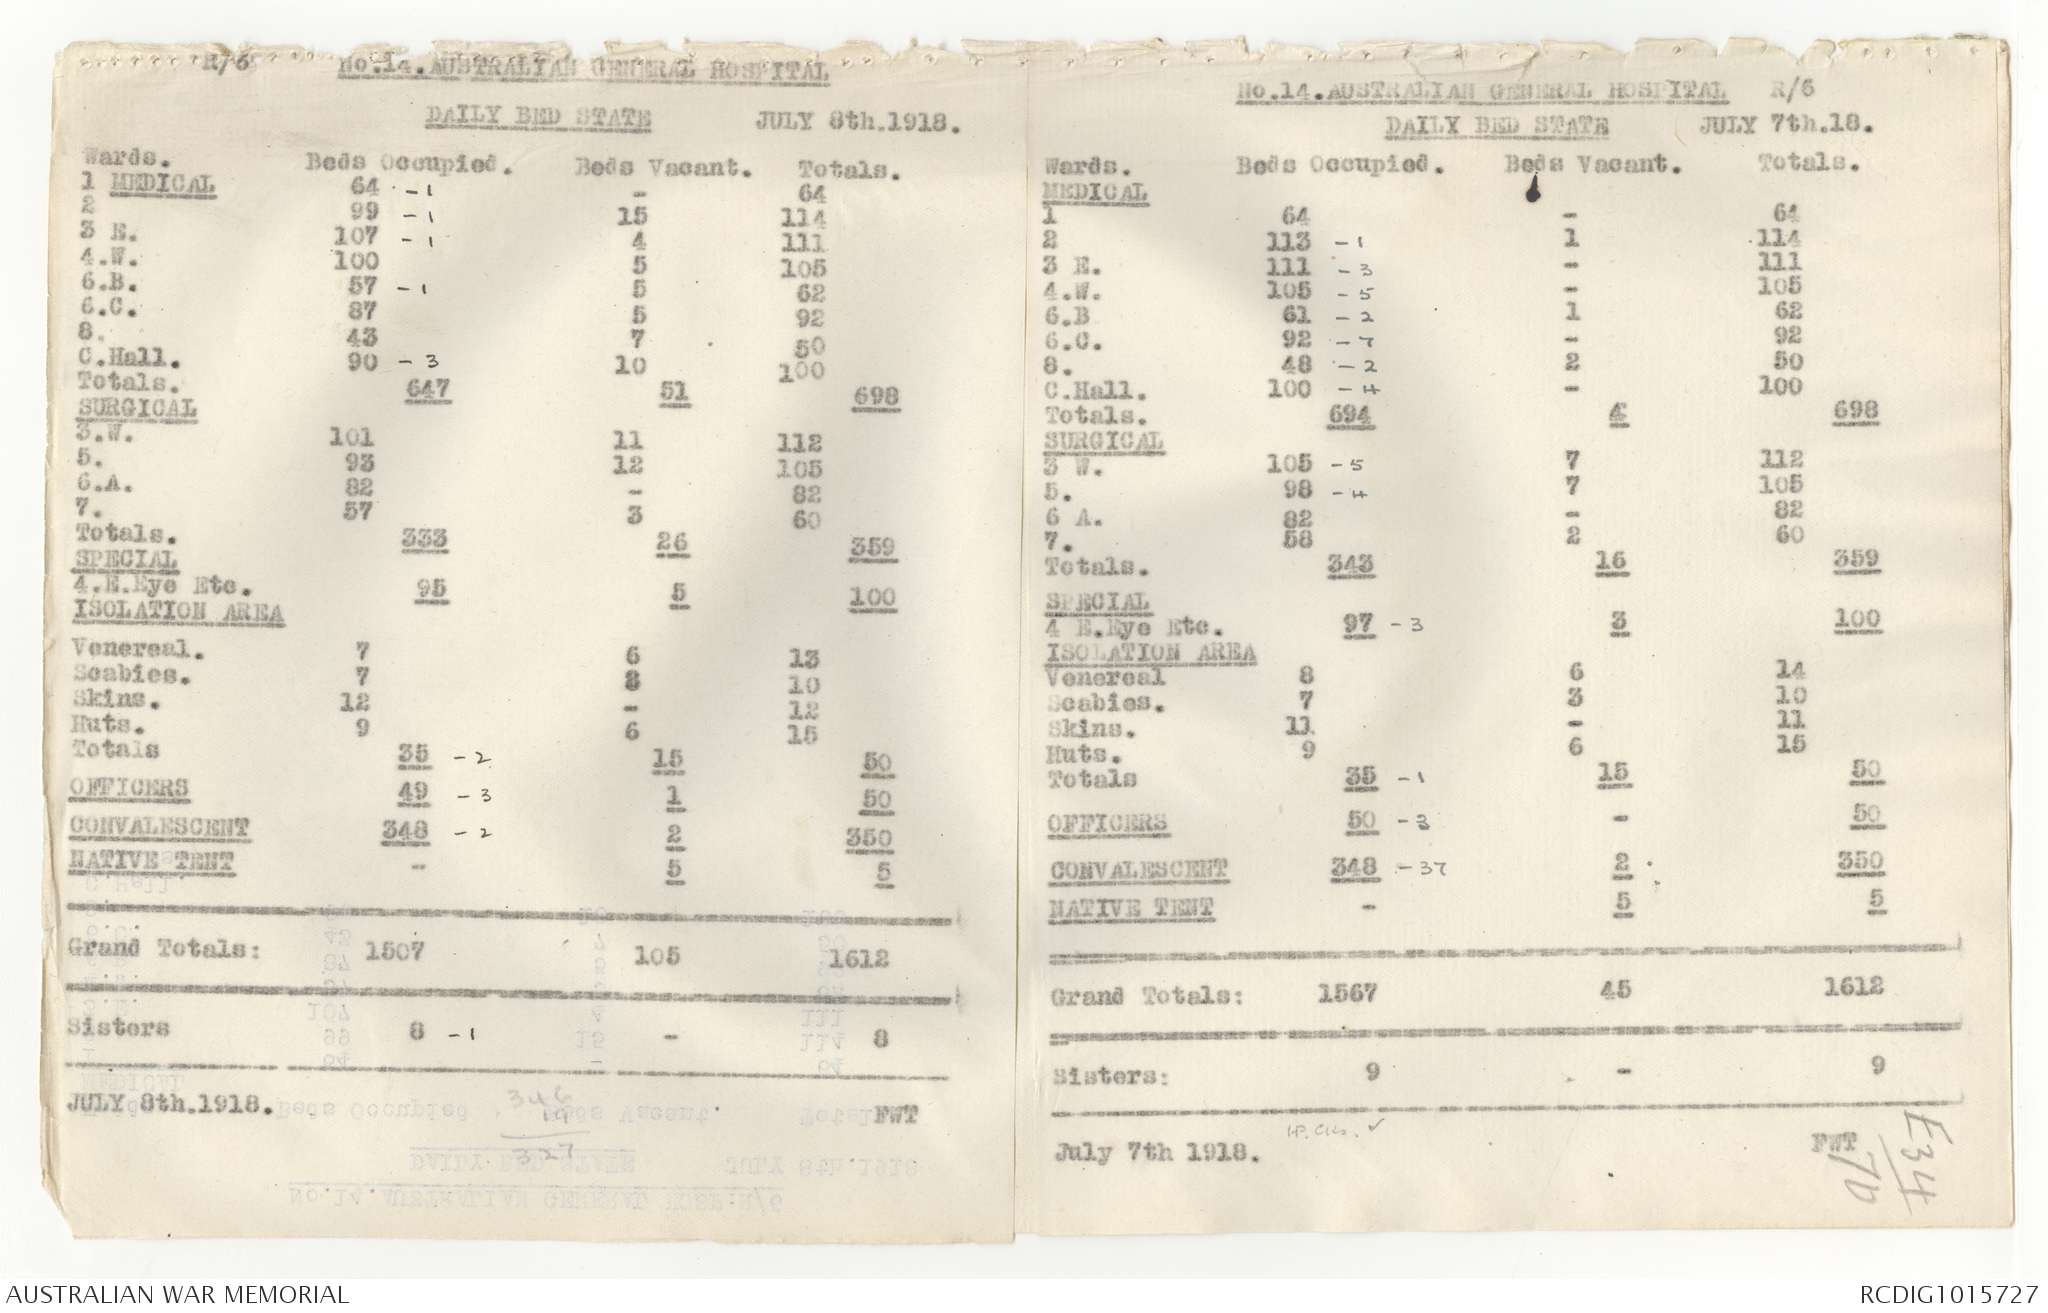 R/6 No.14.AUSTRALIAN GENERAL HOSPITAL
DAILY BED STATE JULY 8th.1918.
Wards. Beds Occupied. Beds Vacant. Totals.
1 MEDICAL 64 -1 - 64
2 99 -1 15 114
3 E. 107 -1 4 111
4.W. 100 5 105
6.B. 57 -1 5 62
6.C. 87 5 92
8. 43 7 50
C.Hall. 90 -3 10 100
Totals. 647 51 698
SURGICAL
3.W. 101 11 112
5. 93 12 105
6.A. 82 - 82
7. 57 3 60
Totals. 333 26 359
SPECIAL
4.E.Eye Etc. 95 5 100
ISOLATION AREA
Venereal. 7 6 13
Scabies. 7 3 10
Skins. 12 - 12
Huts. 9 6 15
Totals 35 -2 15 50
OFFICERS 49 -3 1 50
CONVALESCENT 348 -2 2 350
NATIVE TENT - 5 5
Grand Totals: 1507 105 1612
Sisters 8 -1 - 8
JULY 8th.1918. FWT
346
19
327
No.14.AUSTRALIAN GENERAL HOSPITAL R/6
DAILY BED STATE JULY 7th.18.
Wards. Beds Occupied. Beds Vacant. Totals.
MEDICAL
1 64 - 64
2 113 -1 1 114
3 E. 111 -3 - 111
4.W. 105 -5 - 105
6.B 61 -2 1 62
6.C. 92 -7 - 92
8. 48 -2 2 50
C.Hall. 100 -4 - 100
Totals. 694 4 698
SURGICAL
3 W. 105 -5 7 112
5. 98 -4 7 105
6 A. 82 - 82
7. 58 2 60
Totals. 343 16 359
SPECIAL
4 E.Eye Etc. 97 -3 3 100
ISOLATION AREA
Venereal 8 6 14
Scabies. 7 3 10
Skins. 11 - 11
Huts. 9 6 15
Totals 35 -1 15 50
OFFICERS 50 -3 - 50
CONVALESCENT 348 -37 2 350
NATIVE TENT - 5 5
Grand Totals: 1567 45 1612
Sisters: 9 - 9
July 7th 1918. FWT
E34
AUSTRALIAN WAR MEMORIAL RCDIG1015727